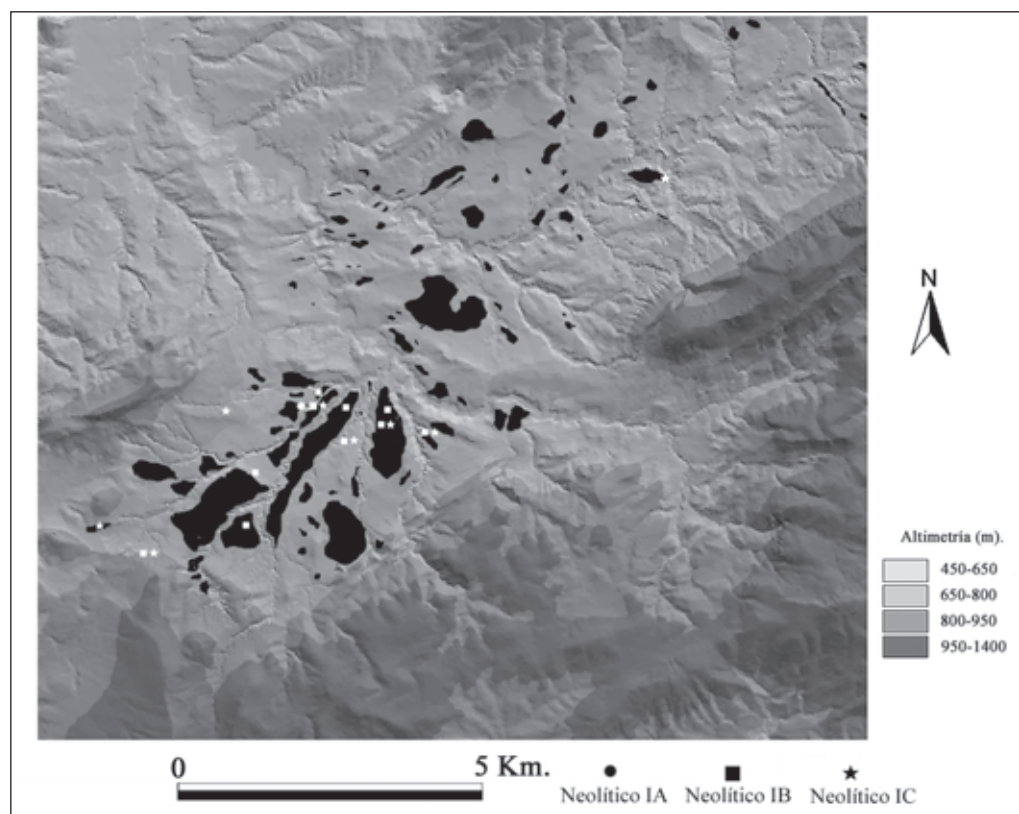 N
Altimetría (m).
450-650
650-800
800-950
950-1400
0 5 Km.
Neolítico IA Neolítico IB Neolítico IC